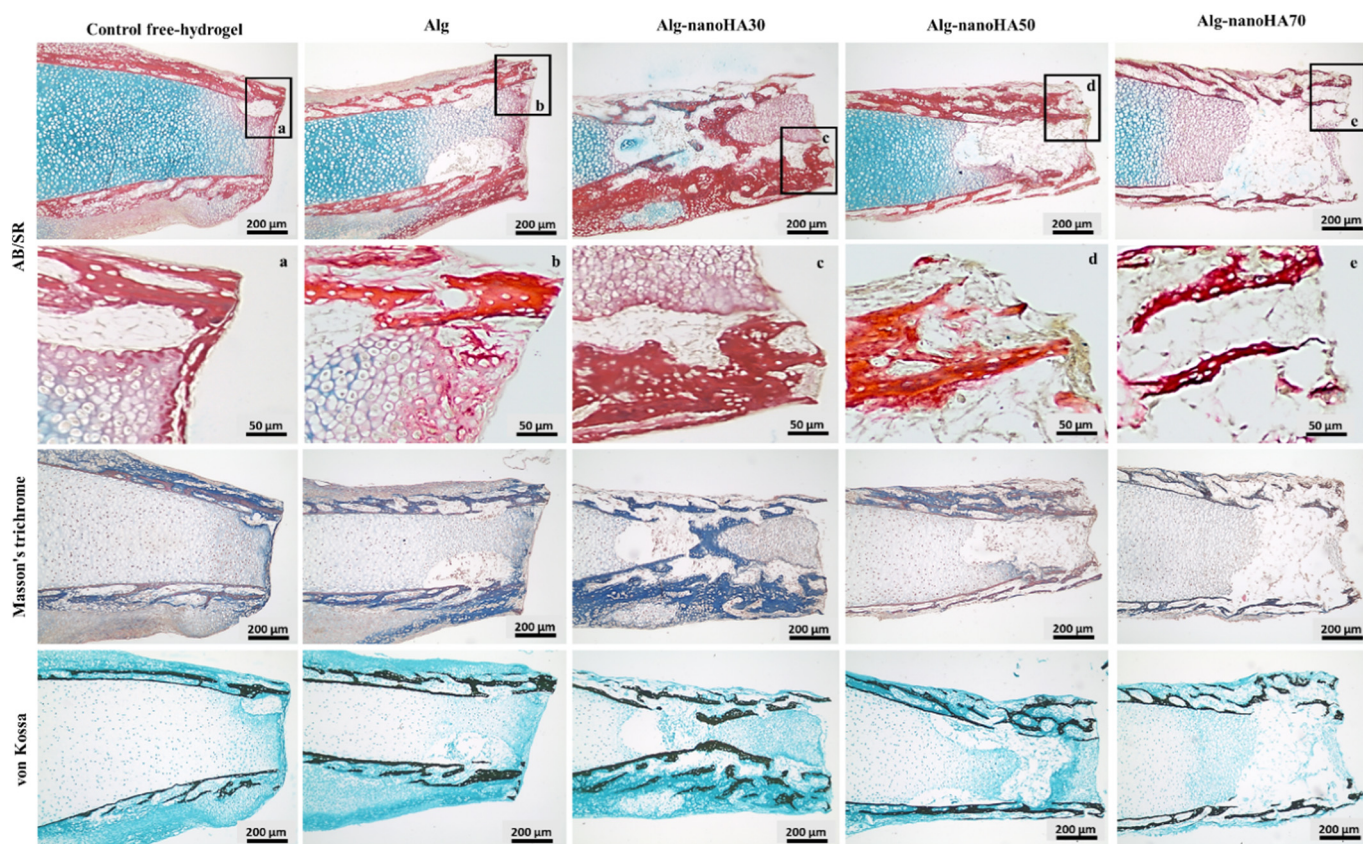 Control free-hydrogel Alg Alg-nanoHA30 Alg-nanoHA50 Alg-nanoHA70
AB/SR
a b c d e
200 µm 200 µm 200 µm 200 µm 200 µm
a b c d e
50 µm 50 µm 50 µm 50 µm 50 µm
Masson's trichrome
200 µm 200 µm 200 µm 200 µm 200 µm
von Kossa
200 µm 200 µm 200 µm 200 µm 200 µm